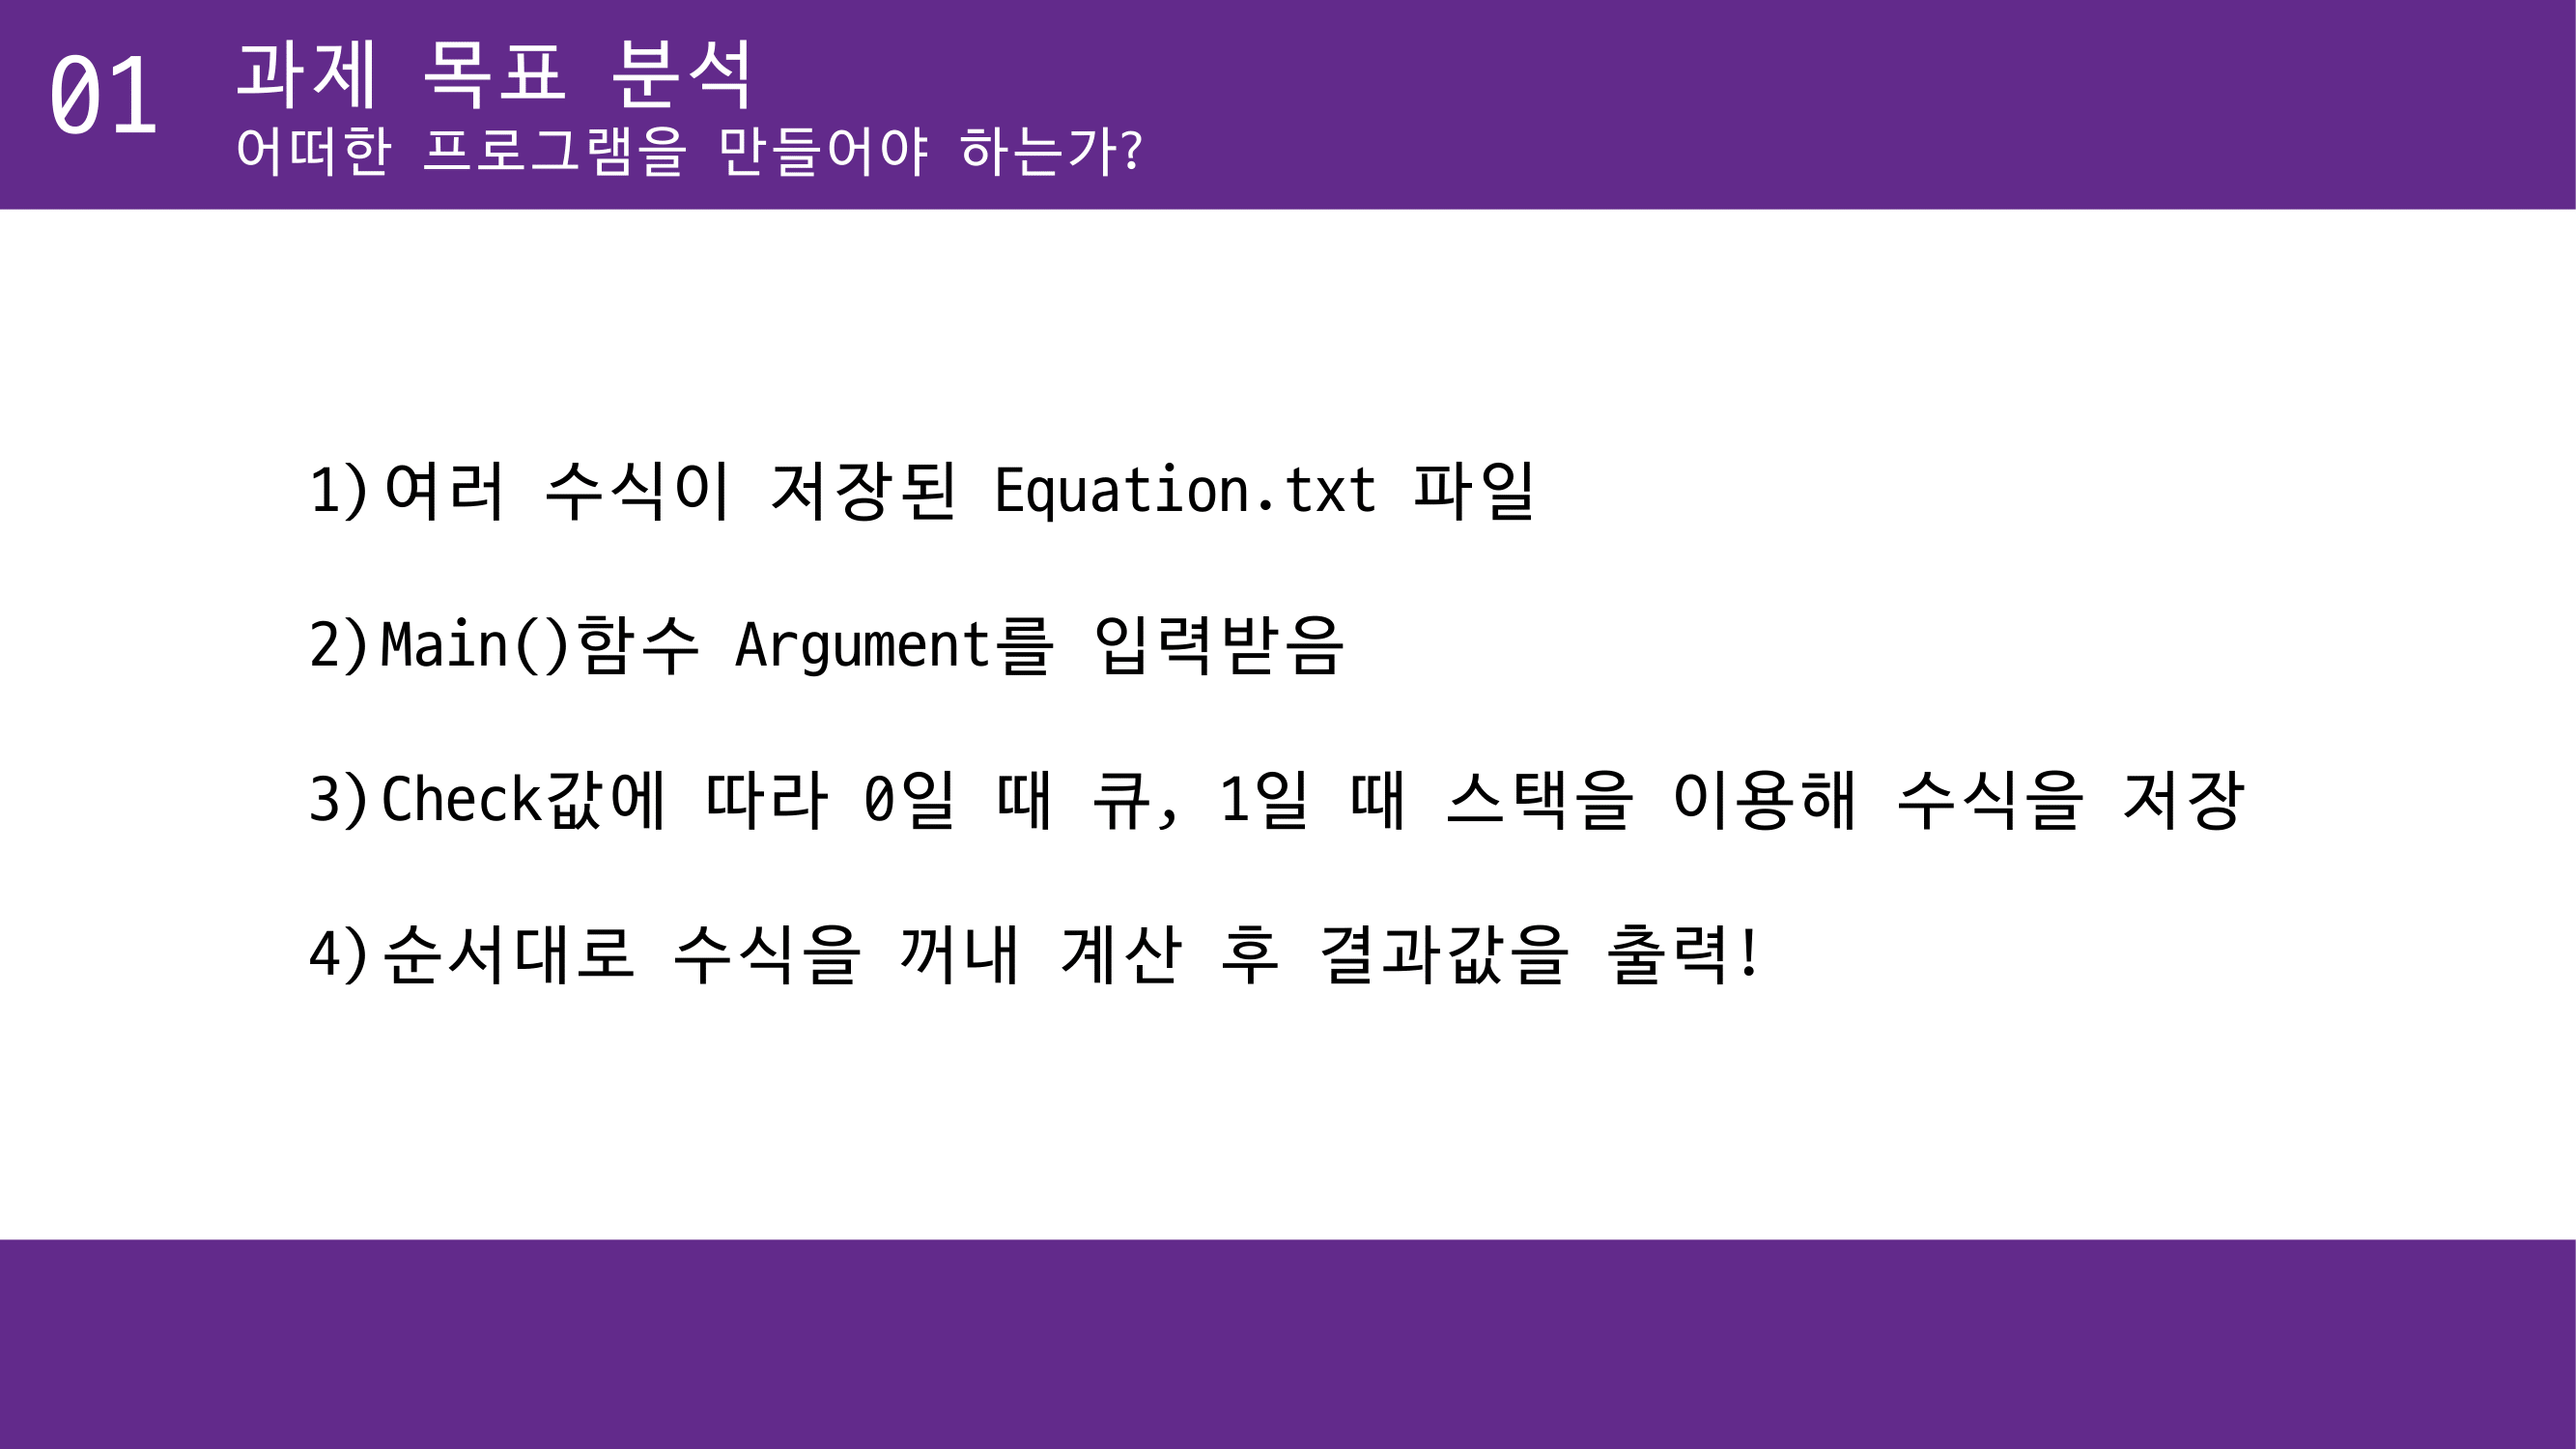 01
과제 목표 분석
어떠한 프로그램을 만들어야 하는가?
1)여러 수식이 저장된 Equation.txt 파일
2)Main()함수 Argument를 입력받음
3)Check값에 따라 0일 때 큐, 1일 때 스택을 이용해 수식을 저장
4)순서대로 수식을 꺼내 계산 후 결과값을 출력!